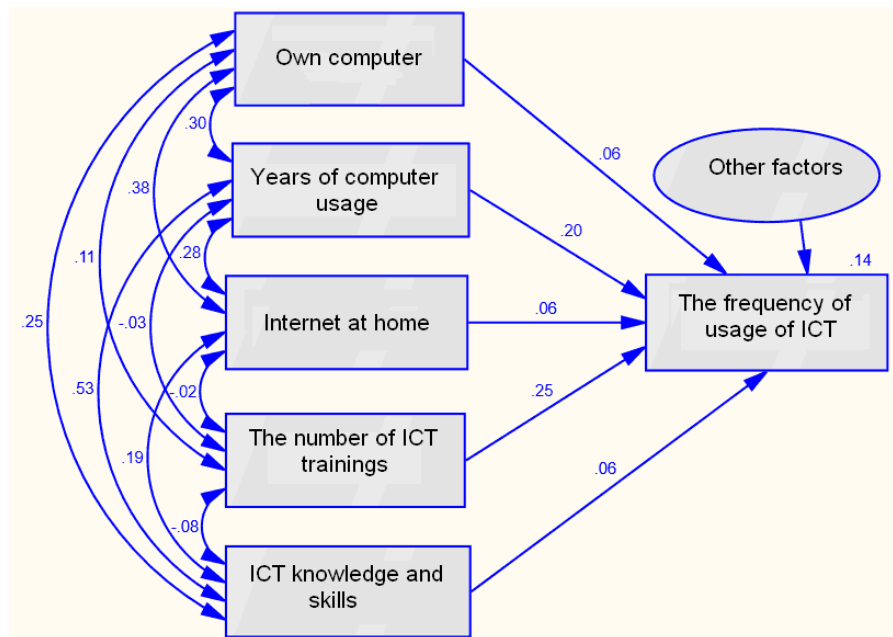 Own computer
.30
.06
Other factors
Years of computer
usage
.38
.20
.11
.28
.14
The frequency of
usage of ICT
Internet at home
.06
.25
-.03
.53
-.02
.25
The number of ICT
trainings
.19
.06
-.08
ICT knowledge and
skills